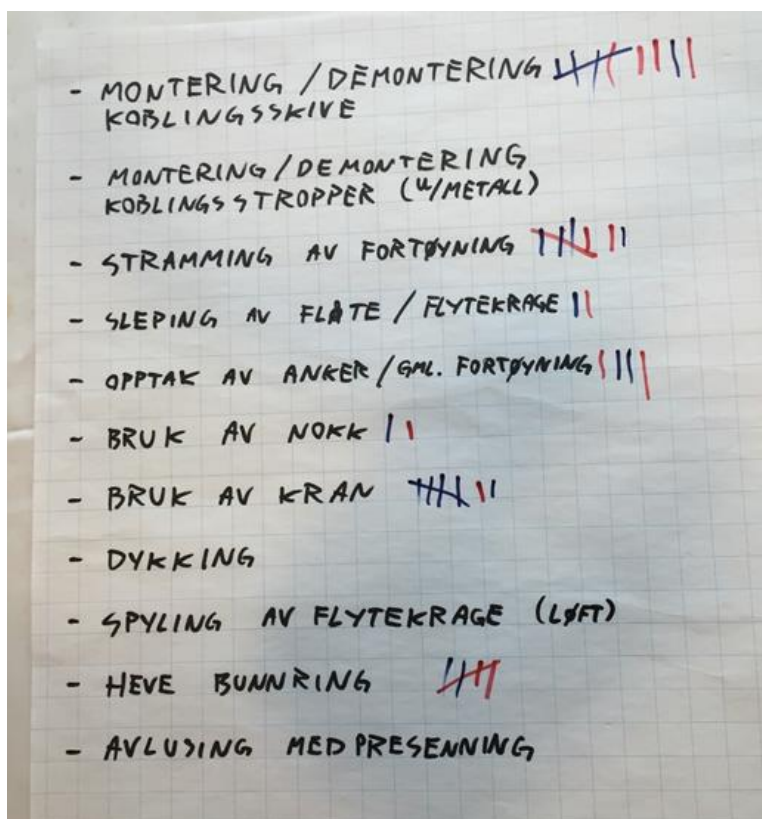 - MONTERING / DEMONTERING
KOBLINGSSKIVE
- MONTERING/DEMONTERING
KOBLINGSSTROPPER (U/METALL)
- STRAMMING AV FORTØYNING
- SLEPING AV FLÅTE / FLYTEKRAGE
- OPPTAK AV ANKER/GML. FORTØYNING
- BRUK AV NOKK
- BRUK AV KRAN
- DYKKING
- SPYLING AV FLYTEKRAGE (LØFT)
- HEVE BUNNRING
- AVLUSING MED PRESENNING